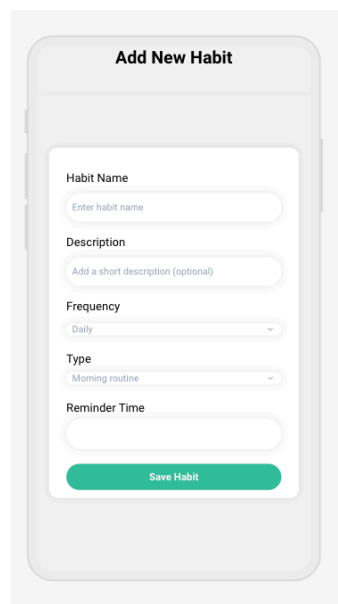 Add New Habit
Habit Name
Enter habit name
Description
Add a short description (optional)
Frequency
Daily
Type
Morning routine
Reminder Time
Save Habit